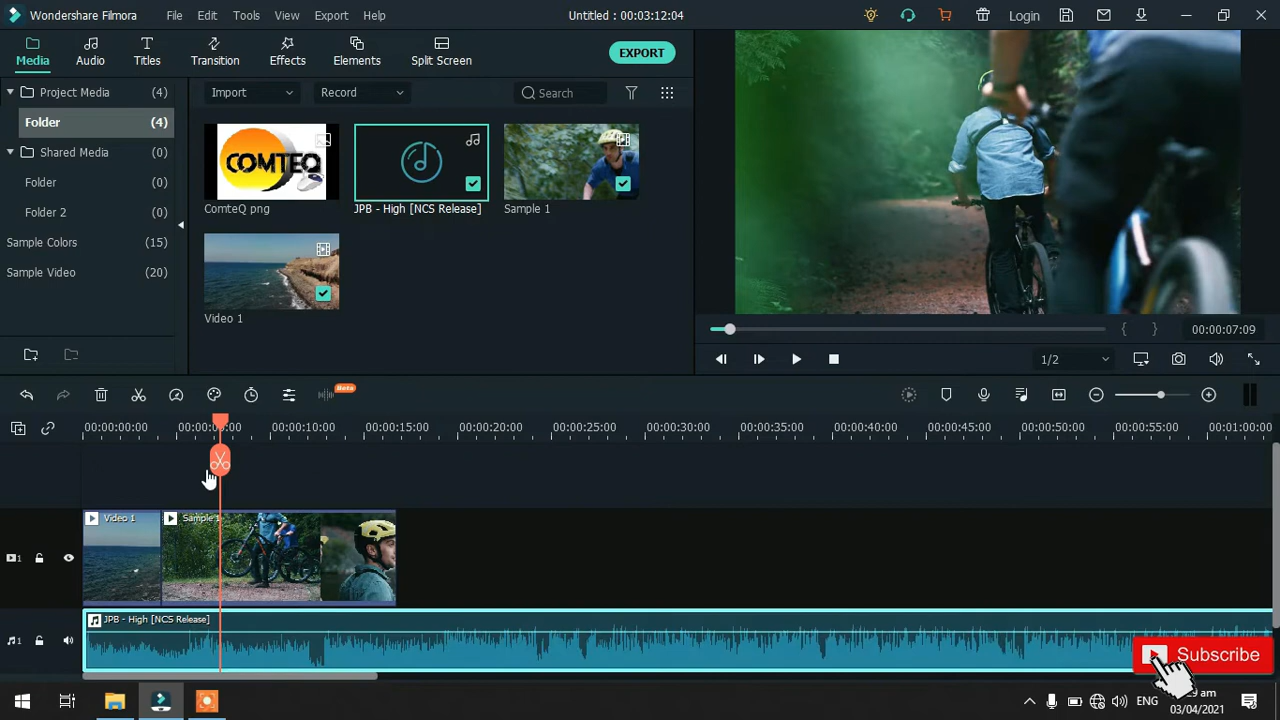 Wondershare Filmora
File
Edit
Tools
View
Export
Help
Untitled : 00:03:12:04
Login
Media
Audio
Titles
Transition
Effects
Elements
Split Screen
EXPORT
Project Media (4)
Folder (4)
Shared Media (0)
Folder (0)
Folder 2 (0)
Sample Colors (15)
Sample Video (20)
Import
Record
Search
COMTEQ
ComteQ png
JPB - High [NCS Release]
Sample 1
Video 1
00:00:07:09
1/2
Beta
00:00:00:00
00:00:10:00
00:00:15:00
00:00:20:00
00:00:25:00
00:00:30:00
00:00:35:00
00:00:40:00
00:00:45:00
00:00:50:00
00:00:55:00
00:01:00:00
Video 1
Sample 1
1
JPB - High [NCS Release]
1
Subscribe
ENG
03/04/2021